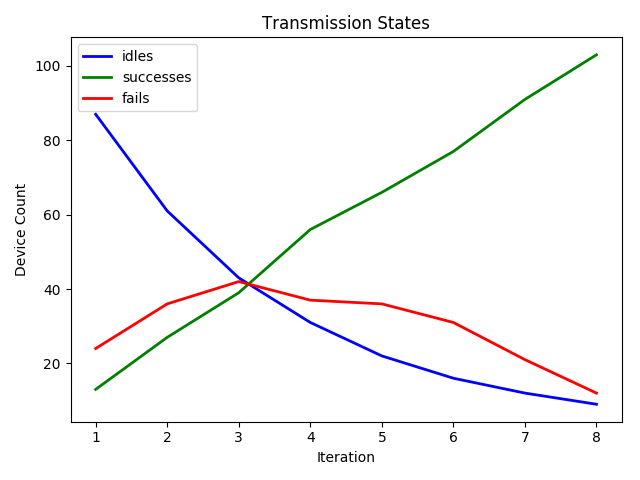 Transmission States
idles
successes
fails
Device Count
100
80
60
40
20
1 2 3 4 5 6 7 8
Iteration